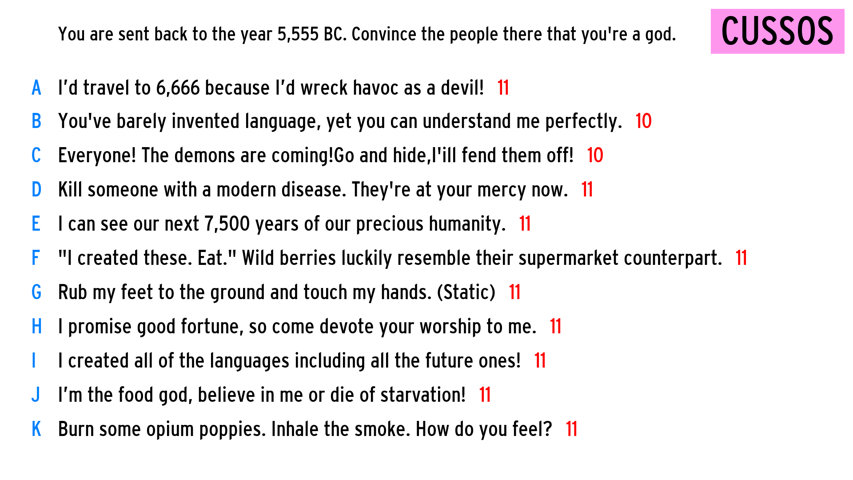 You are sent back to the year 5,555 BC. Convince the people there that you're a god.
CUSSOS
A I'd travel to 6,666 because I'd wreck havoc as a devil! 11
B You've barely invented language, yet you can understand me perfectly. 10
C Everyone! The demons are coming!Go and hide,I'ill fend them off! 10
D Kill someone with a modern disease. They're at your mercy now. 11
E I can see our next 7,500 years of our precious humanity. 11
F "I created these. Eat." Wild berries luckily resemble their supermarket counterpart. 11
G Rub my feet to the ground and touch my hands. (Static) 11
H I promise good fortune, so come devote your worship to me. 11
I I created all of the languages including all the future ones! 11
J I'm the food god, believe in me or die of starvation! 11
K Burn some opium poppies. Inhale the smoke. How do you feel? 11